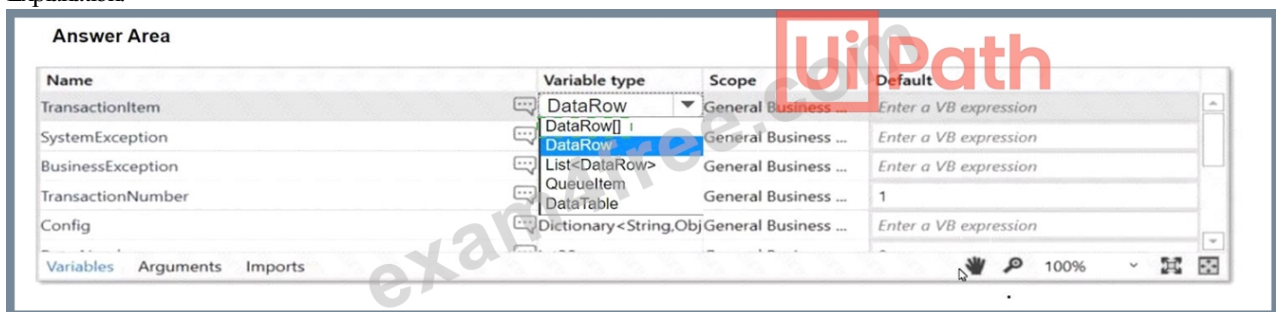 Explanation:
Answer Area
UiPath
Name Variable type Scope Default
TransactionItem DataRow General Business ... Enter a VB expression
SystemException DataRow[] General Business ... Enter a VB expression
DataRow
BusinessException List<DataRow> General Business ... Enter a VB expression
QueueItem
TransactionNumber DataTable General Business ... 1
Config Dictionary<String,Obj General Business ... Enter a VB expression
Variables Arguments Imports 100%
exam4free.com